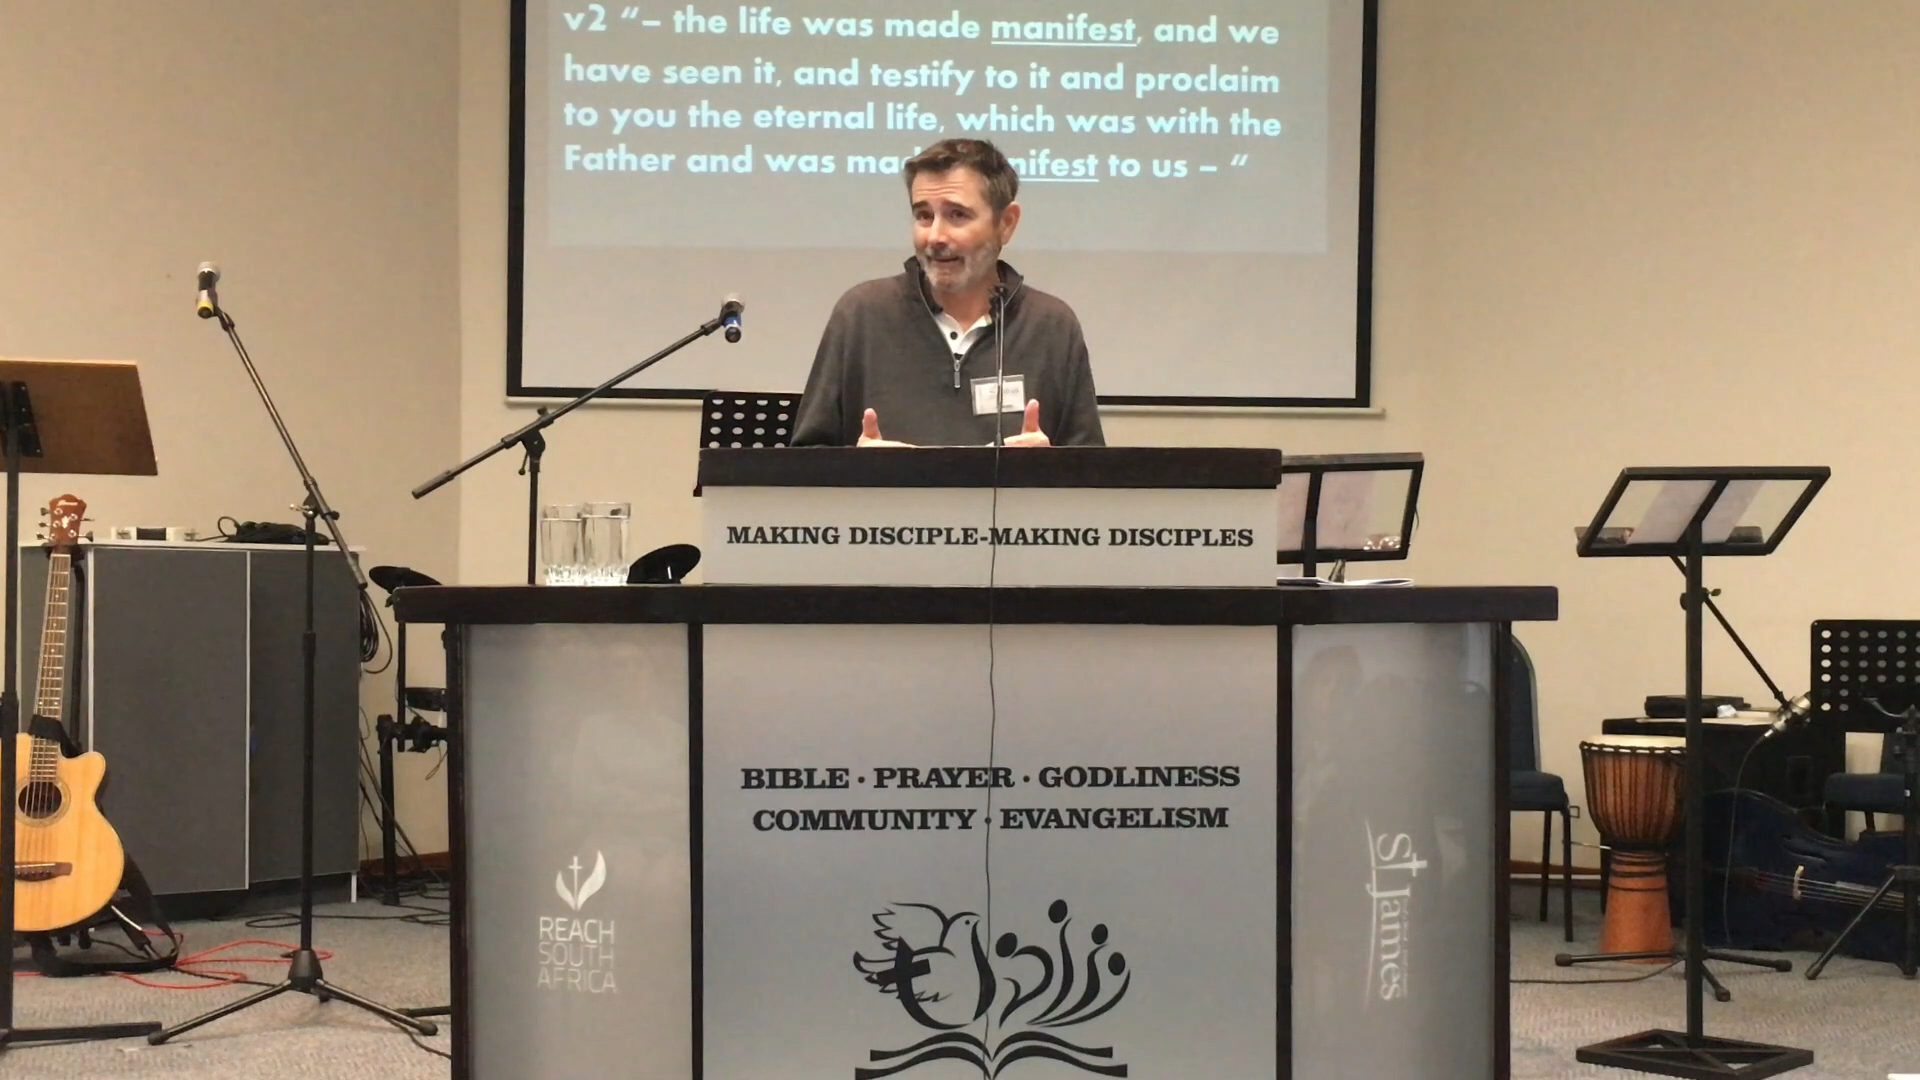 v2 “– the life was made manifest, and we
have seen it, and testify to it and proclaim
to you the eternal life, which was with the
Father and was to us – “
MAKING DISCIPLE-MAKING DISCIPLES
BIBLE · PRAYER · GODLINESS
COMMUNITY · EVANGELISM
REACH
SOUTH
AFRICA
St James